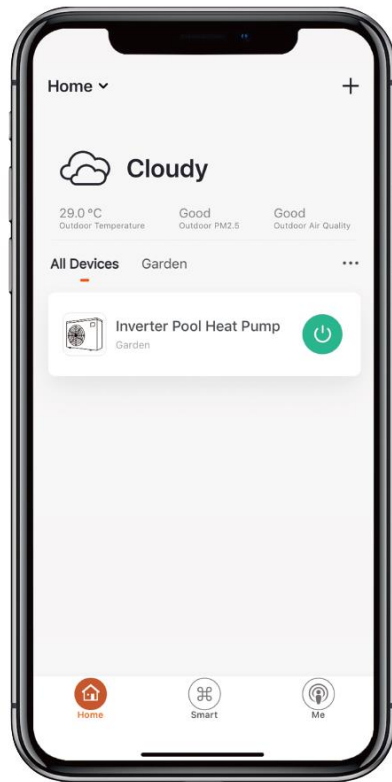 Home
Cloudy
29.0 °C Good Good
Outdoor Temperature Outdoor PM2.5 Outdoor Air Quality
All Devices Garden
Inverter Pool Heat Pump
Garden
Home Smart Me